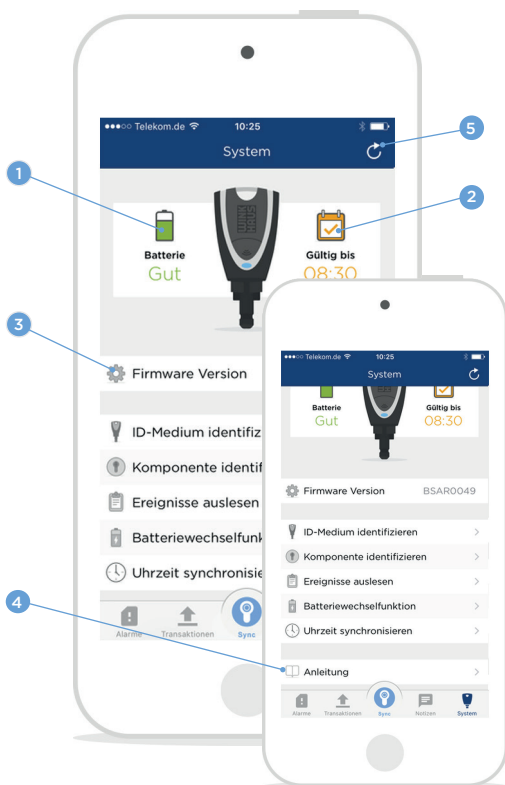 Telekom.de 10:25
System
5
1
2
Batterie
Gut
Gültig bis
08:30
3
Firmware Version
ID-Medium identifiz
Komponente identif
Ereignisse auslesen
Batteriewechselfunk
Uhrzeit synchronisie
Alarme Transaktionen Sync
Telekom.de 10:25
System
Batterie
Gut
Gültig bis
08:30
Firmware Version BSAR0049
ID-Medium identifizieren
Komponente identifizieren
Ereignisse auslesen
Batteriewechselfunktion
Uhrzeit synchronisieren
4
Anleitung
Alarme Transaktionen Sync Notizen System